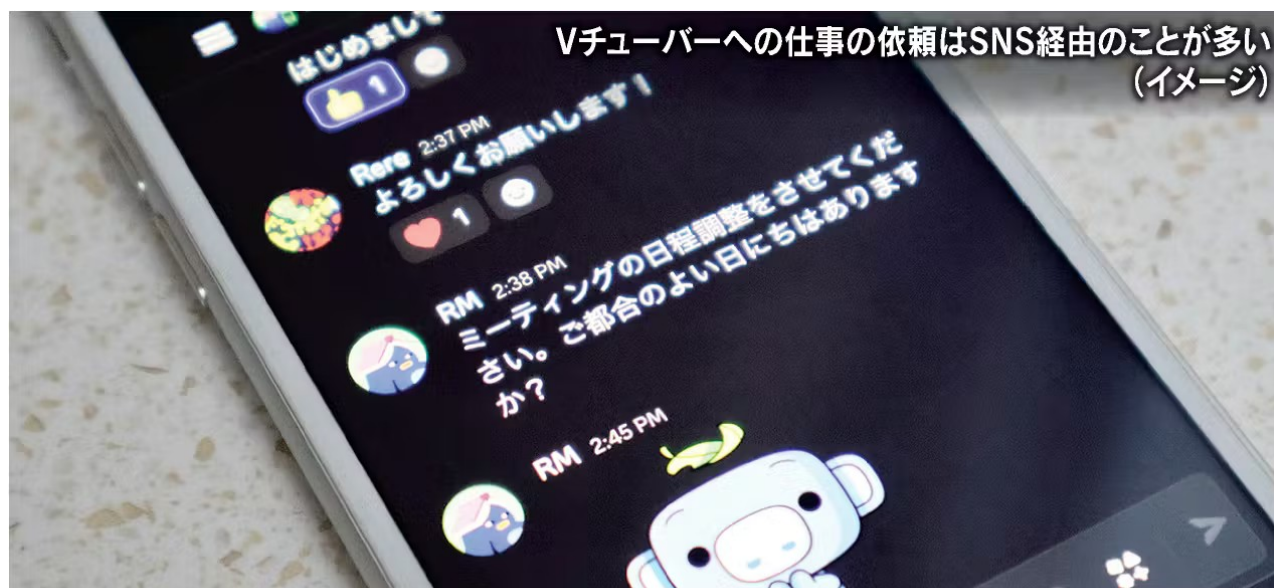 Vチューバーへの仕事の依頼はSNS経由のことが多い
（イメージ）
はじめまして
1
Rere 2:37 PM
よろしくお願いします！
1
RM 2:38 PM
ミーティングの日程調整をさせてくだ
さい。ご都合のよい日にちはあります
か？
RM 2:45 PM